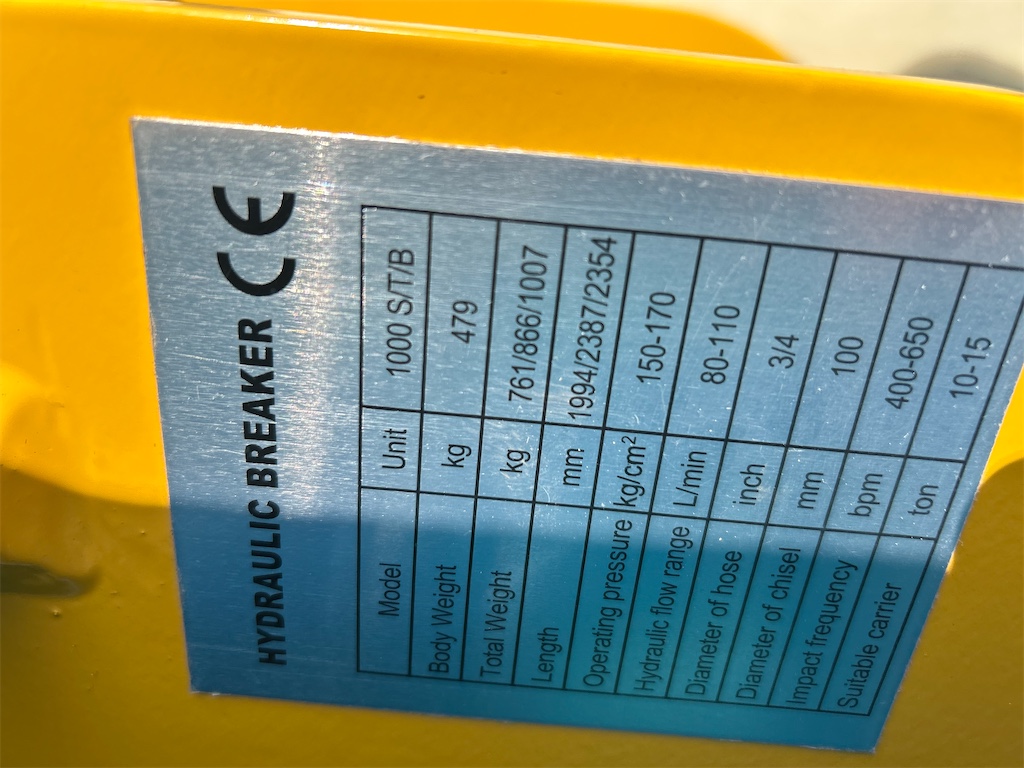 HYDRAULIC BREAKER CE
Model Unit 1000 S/T/B
Body Weight kg 479
Total Weight kg 761/866/1007
Length mm 1994/2387/2354
Operating pressure kg/cm² 150-170
Hydraulic flow range L/min 80-110
Diameter of hose inch 3/4
Diameter of chisel mm 100
Impact frequency bpm 400-650
Suitable carrier ton 10-15